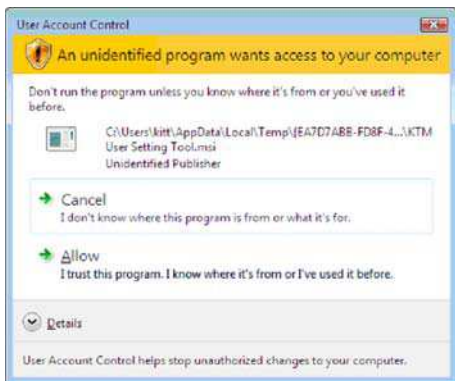 User Account Control
An unidentified program wants access to your computer
Don't run the program unless you know where it's from or you've used it
before.
C:\Users\kitt\AppData\Local\Temp\{EA7D7ABB-FD8F-4...\KTM
User Setting Tool.msi
Unidentified Publisher
Cancel
I don't know where this program is from or what it's for.
Allow
I trust this program. I know where it's from or I've used it before.
Details
User Account Control helps stop unauthorized changes to your computer.